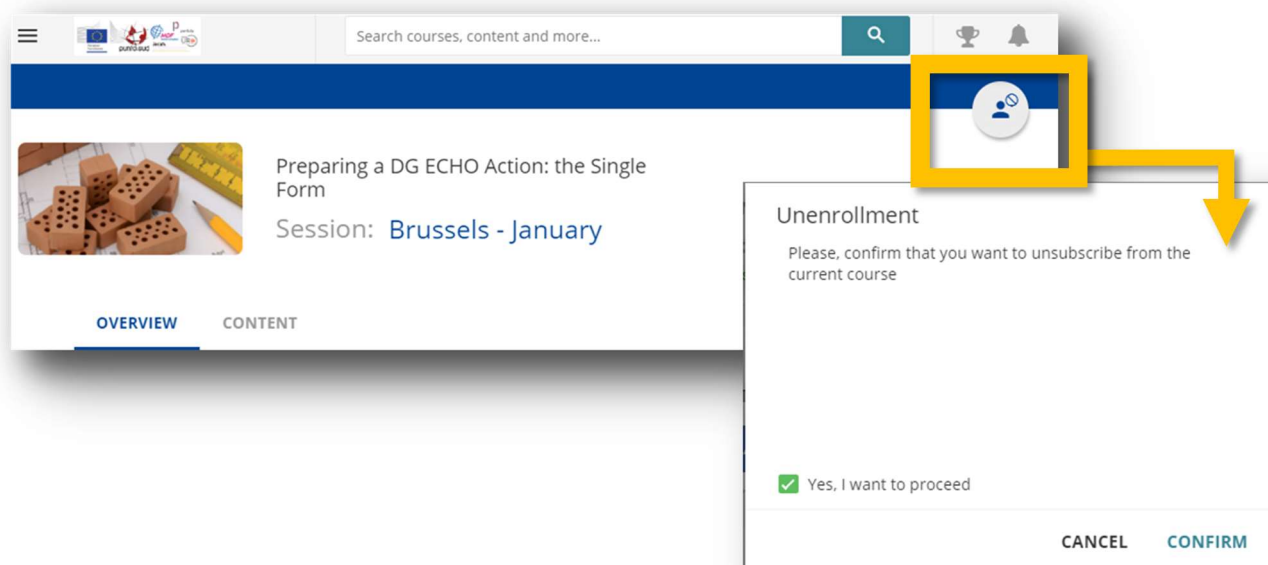 Search courses, content and more...
Preparing a DG ECHO Action: the Single
Form
Session: Brussels - January
OVERVIEW CONTENT
Unenrollment
Please, confirm that you want to unsubscribe from the
current course
Yes, I want to proceed
CANCEL CONFIRM